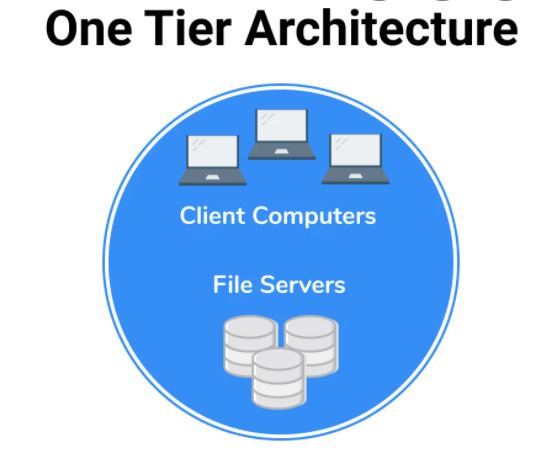 One Tier Architecture
Client Computers
File Servers